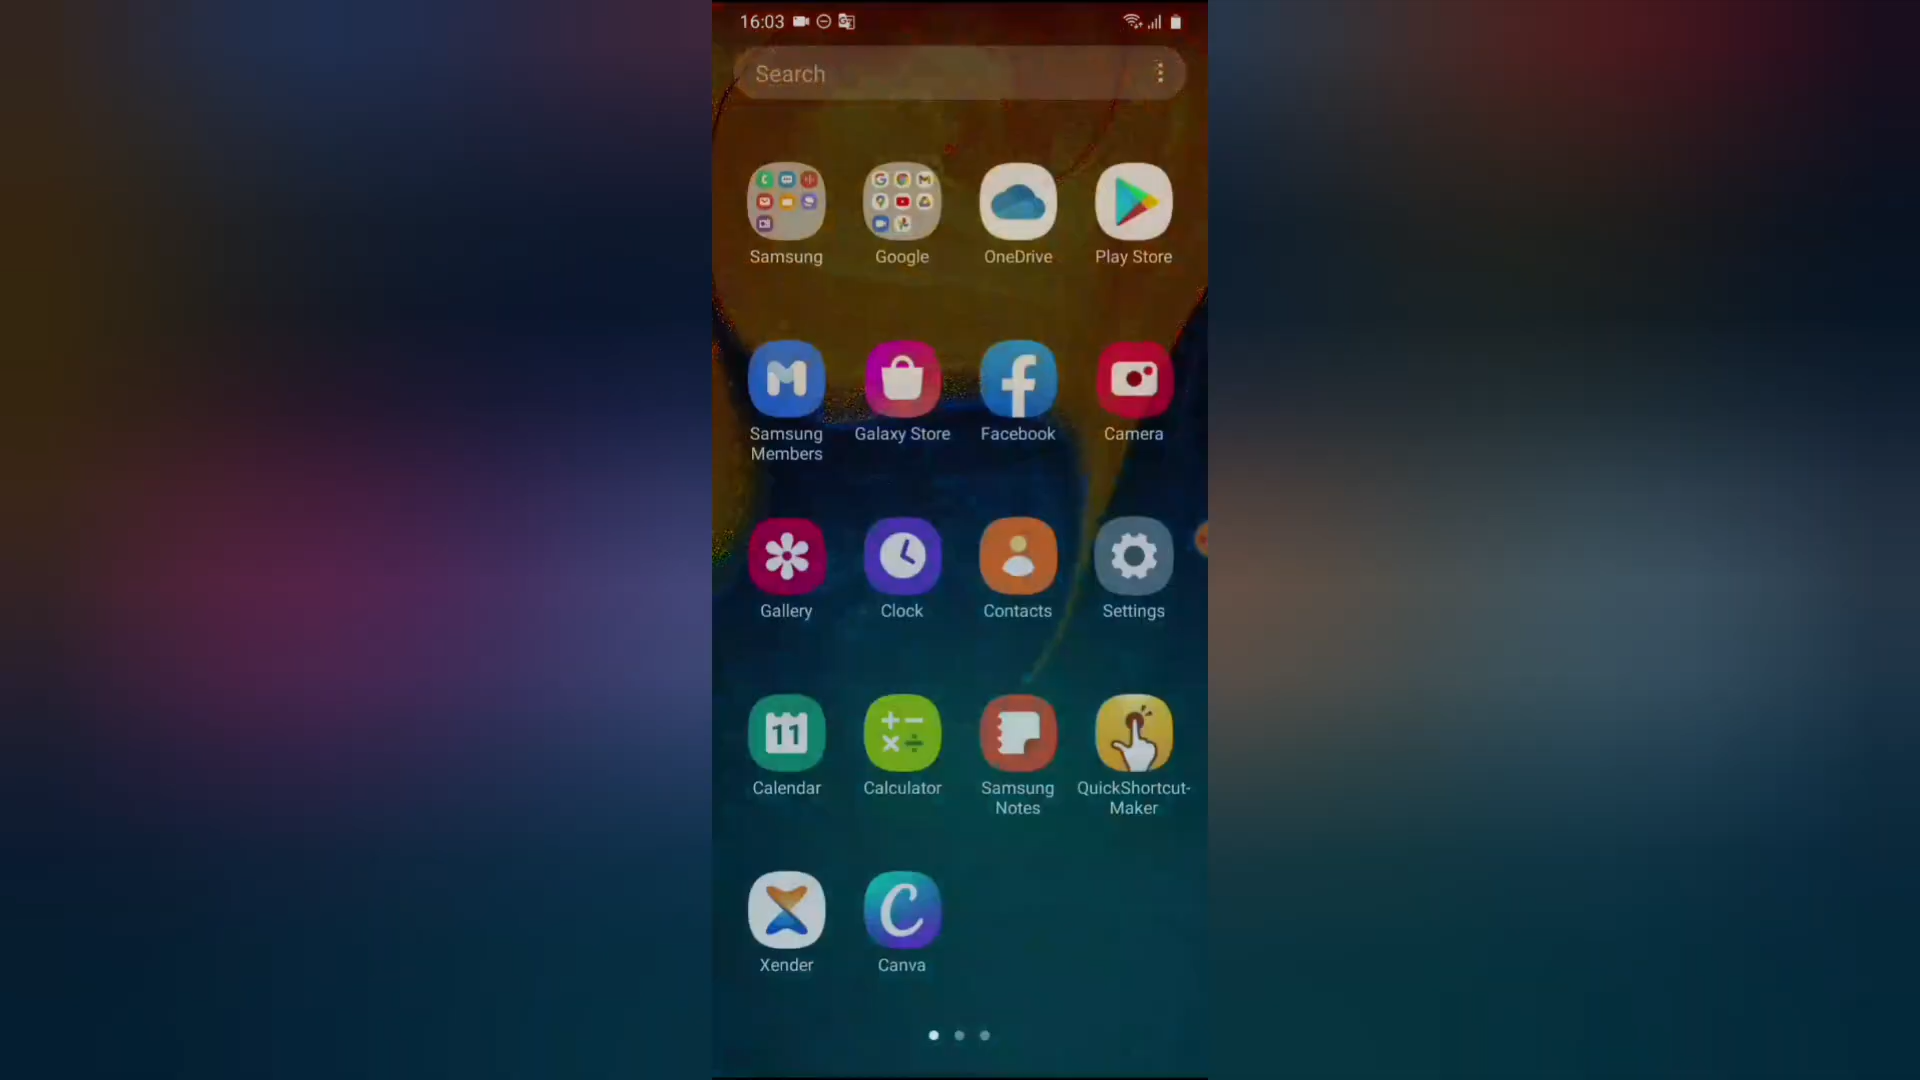 16:03
Search
Samsung
Google
OneDrive
Play Store
Samsung
Members
Galaxy Store
Facebook
Camera
Gallery
Clock
Contacts
Settings
11
Calendar
Calculator
Samsung
Notes
QuickShortcut-
Maker
Xender
Canva